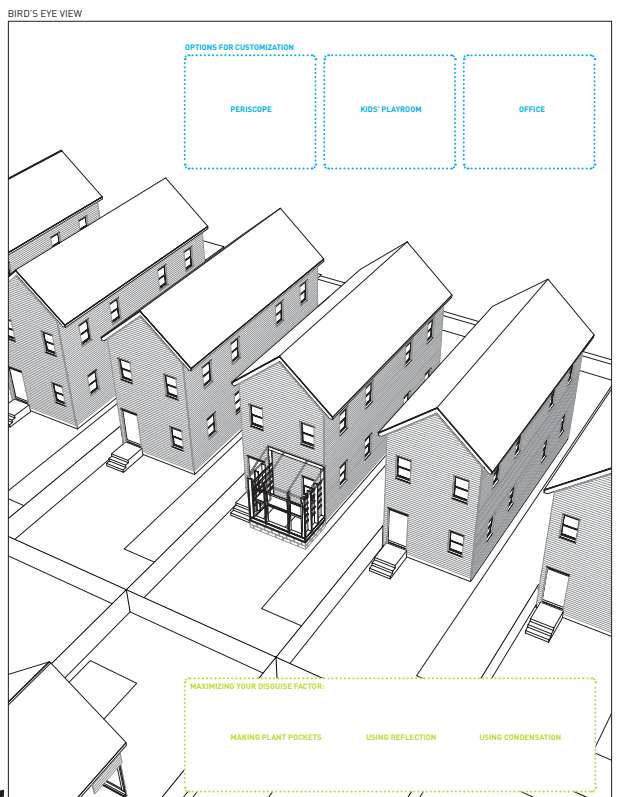 BIRD'S EYE VIEW
OPTIONS FOR CUSTOMIZATION
PERISCOPE
KIDS' PLAYROOM
OFFICE
MAXIMIZING YOUR DISGUISE FACTOR:
MAKING PLANT POCKETS
USING REFLECTION
USING CONDENSATION